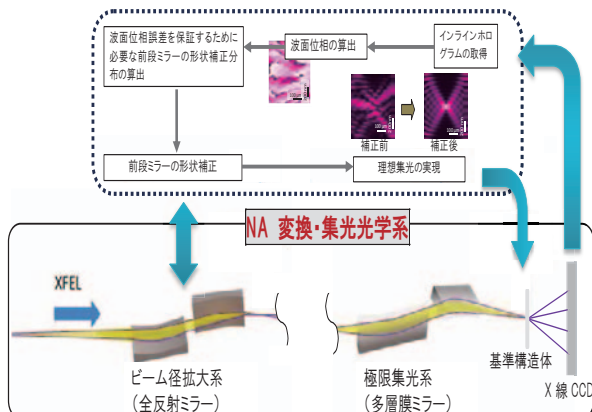 波面位相誤差を保証するために
必要な前段ミラーの形状補正分
布の算出
波面位相の算出
インラインホロ
グラムの取得
補正前
補正後
100 μm
100 μm
前段ミラーの形状補正
理想集光の実現
NA 変換・集光光学系
XFEL
ビーム径拡大系
(全反射ミラー)
極限集光系
(多層膜ミラー)
基準構造体
X 線 CCD